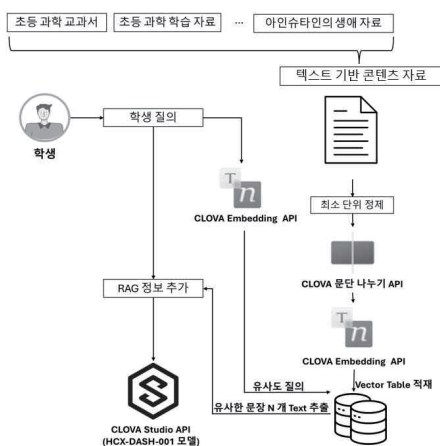 초등 과학 교과서
초등 과학 학습 자료
...
아인슈타인의 생애 자료
텍스트 기반 콘텐츠 자료
학생 질의
학생
T
n
CLOVA Embedding API
최소 단위 정제
CLOVA 문단 나누기 API
RAG 정보 추가
T
n
CLOVA Embedding API
유사도 질의
Vector Table 적재
유사한 문장 N 개 Text 추출
CLOVA Studio API
(HCX-DASH-001 모델)